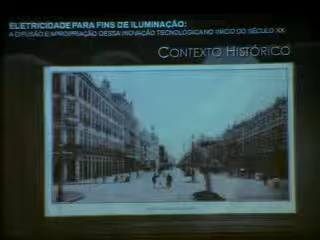 ELETRICIDADE PARA FINS DE ILUMINAÇÃO:
A DIFUSÃO E APROPRIAÇÃO DESSA INOVAÇÃO TECNOLÓGICA NO INÍCIO DO SÉCULO XX
CONTEXTO HISTÓRICO